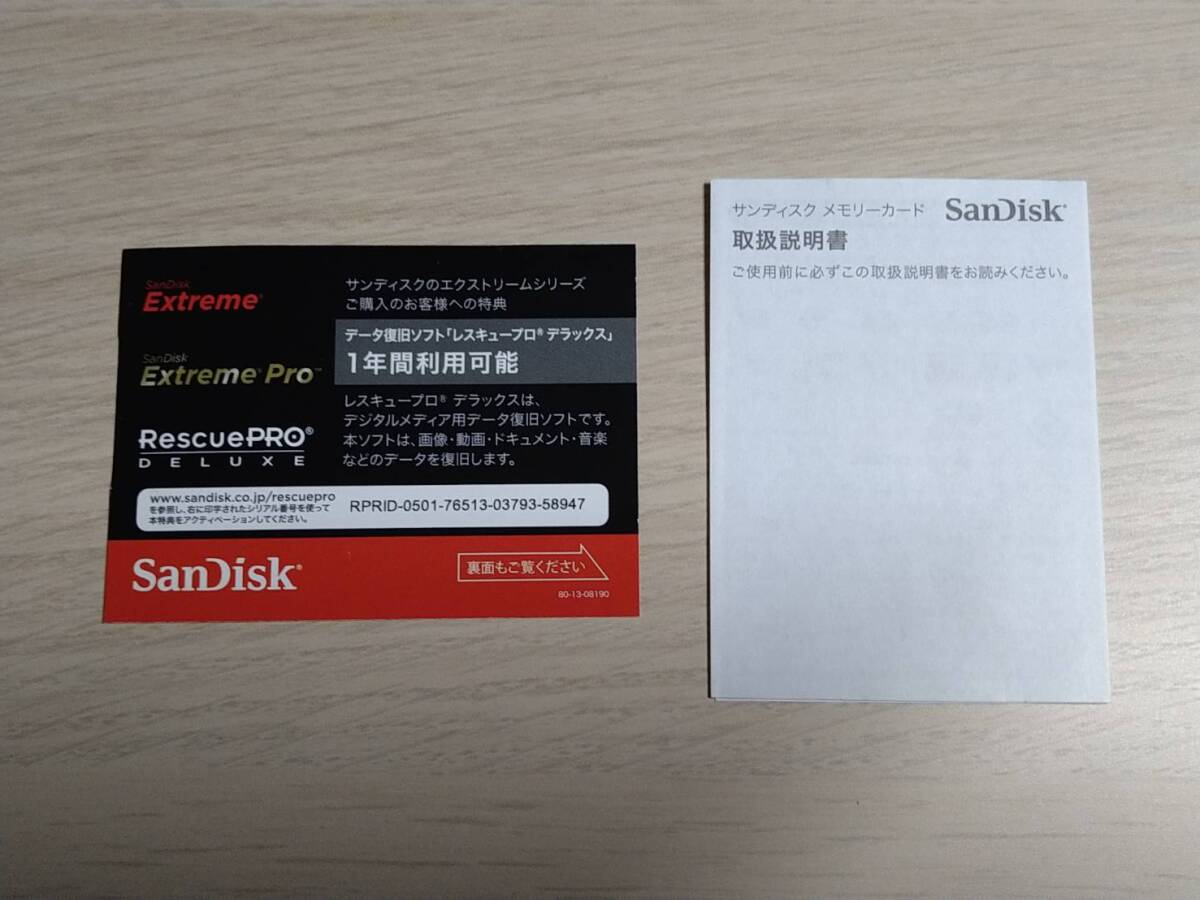 SanDisk
Extreme®
SanDisk
Extreme® Pro™
RescuePRO®
DELUXE
サンディスクのエクストリームシリーズ
ご購入のお客様への特典
データ復旧ソフト「レスキュープロ® デラックス」
1年間利用可能
レスキュープロ® デラックスは、
デジタルメディア用データ復旧ソフトです。
本ソフトは、画像・動画・ドキュメント・音楽
などのデータを復旧します。
www.sandisk.co.jp/rescuepro
を参照し、右に印字されたシリアル番号を使って
本特典をアクティベーションしてください。
RPRID-0501-76513-03793-58947
SanDisk®
裏面もご覧ください
80-13-08190
サンディスク メモリーカード SanDisk®
取扱説明書
ご使用前に必ずこの取扱説明書をお読みください。